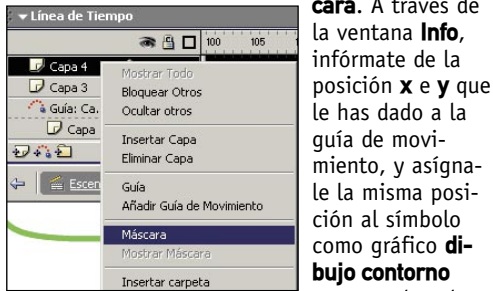 Línea de Tiempo
100 105
Capa 4
Capa 3
Guía: Ca.
Capa
Escen
Mostrar Todo
Bloquear Otros
Ocultar otros
Insertar Capa
Eliminar Capa
Guía
Añadir Guía de Movimiento
Máscara
Mostrar Máscara
Insertar carpeta
cara. A través de
la ventana Info,
infórmate de la
posición x e y que
le has dado a la
guía de movi-
miento, y asígna-
le la misma posi-
ción al símbolo
como gráfico di-
bujo contorno